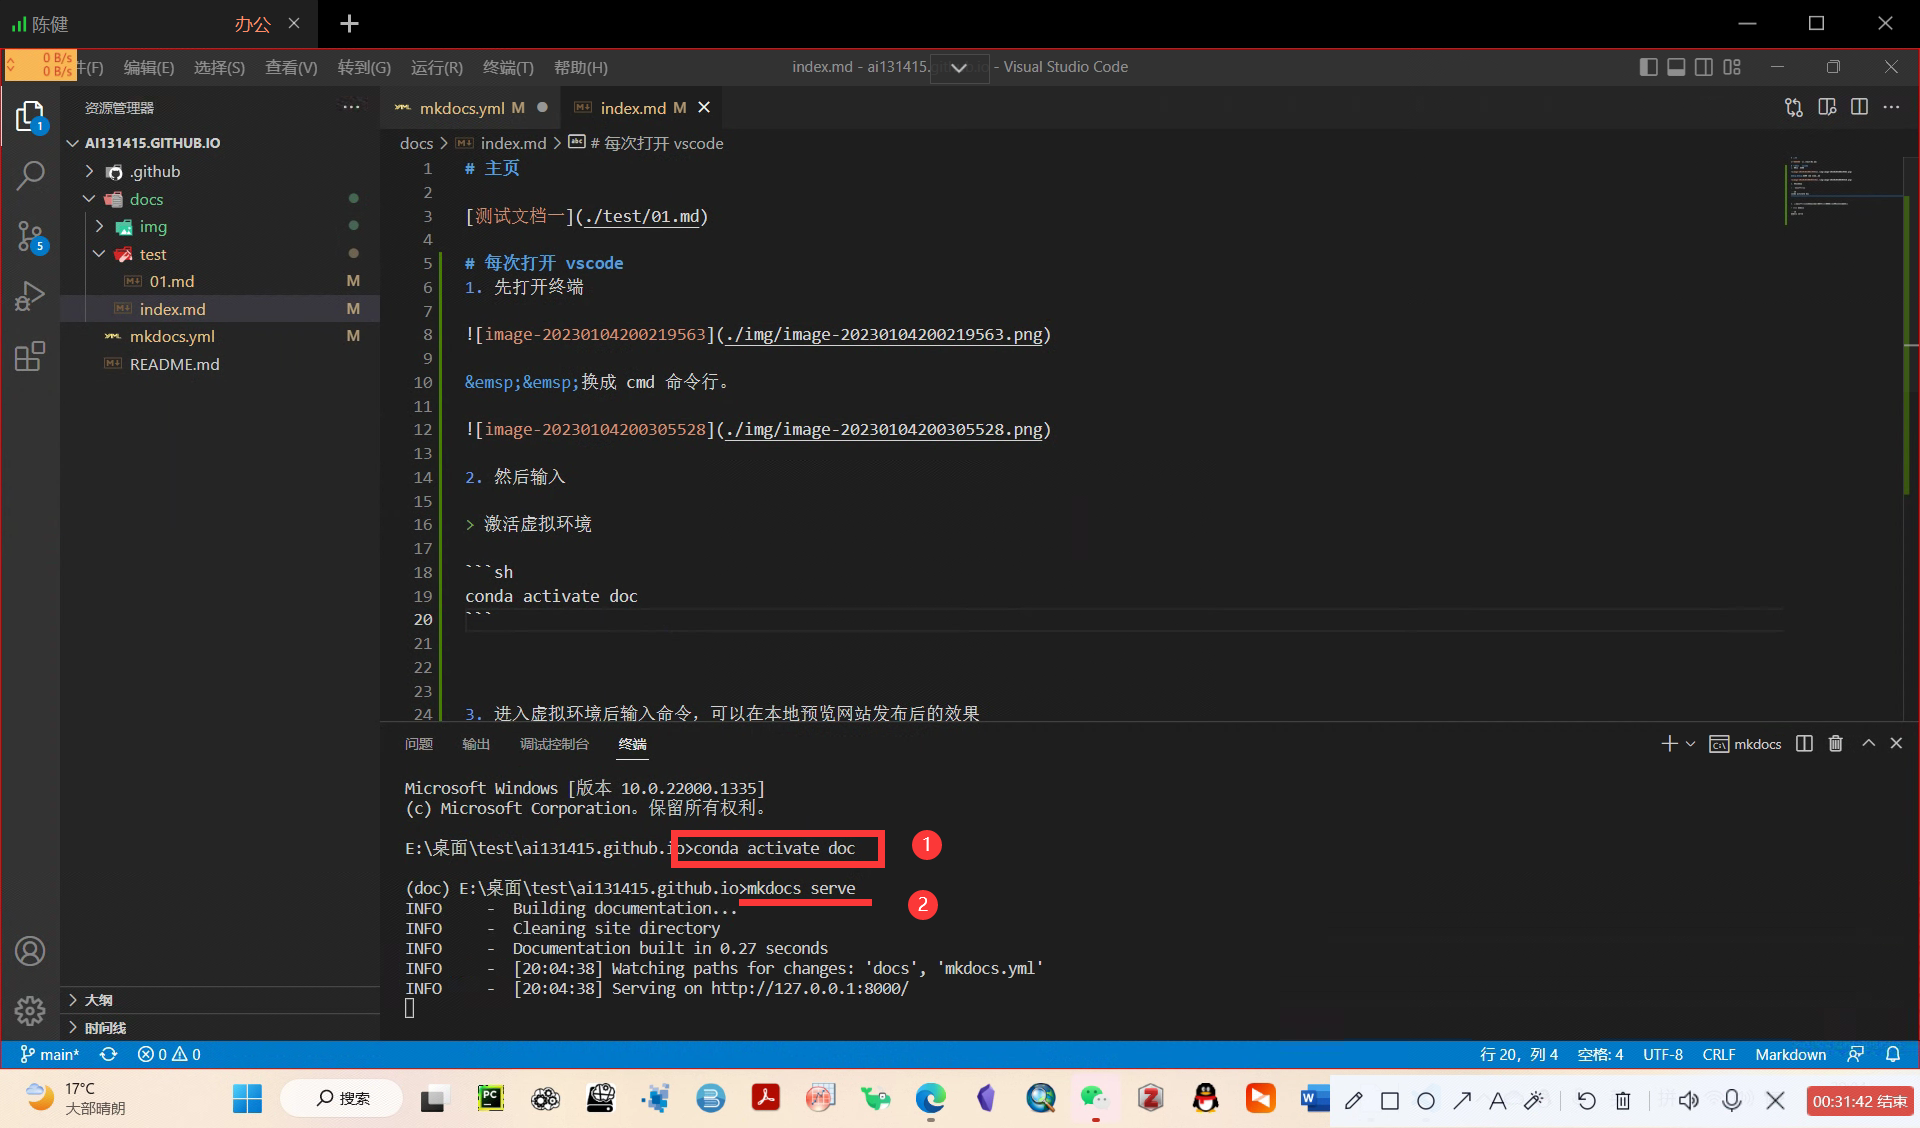 陈健
办公
0 B/s
0 B/s
件(F) 编辑(E) 选择(S) 查看(V) 转到(G) 运行(R) 终端(T) 帮助(H)
index.md - ai131415. - Visual Studio Code
资源管理器
mkdocs.yml M
index.md M
docs > index.md > # 每次打开 vscode
AI131415.GITHUB.IO
.github
docs
img
test
01.md M
index.md M
mkdocs.yml M
README.md
1
5
1 # 主页
2
3 [测试文档一](./test/01.md)
4
5 # 每次打开 vscode
6 1. 先打开终端
7
8 ![image-20230104200219563](./img/image-20230104200219563.png)
9
10 &emsp;&emsp;换成 cmd 命令行。
11
12 ![image-20230104200305528](./img/image-20230104200305528.png)
13
14 2. 然后输入
15
16 > 激活虚拟环境
17
18 ```sh
19 conda activate doc
20 ```
21
22
23
24 3. 进入虚拟环境后输入命令，可以在本地预览网站发布后的效果
问题 输出 调试控制台 终端
mkdocs
Microsoft Windows [版本 10.0.22000.1335]
(c) Microsoft Corporation。保留所有权利。
E:\桌面\test\ai131415.github.io>conda activate doc
1
(doc) E:\桌面\test\ai131415.github.io>mkdocs serve
2
INFO - Building documentation...
INFO - Cleaning site directory
INFO - Documentation built in 0.27 seconds
INFO - [20:04:38] Watching paths for changes: 'docs', 'mkdocs.yml'
INFO - [20:04:38] Serving on http://127.0.0.1:8000/
大纲
时间线
main* 0 0
行 20，列 4 空格: 4 UTF-8 CRLF Markdown
17°C
大部晴朗
搜索
00:31:42 结束